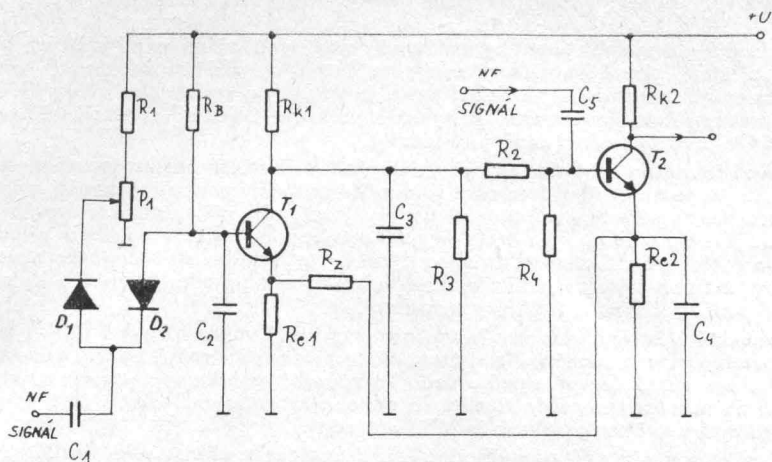 +U
R1
RB
Rk1
NF
SIGNÁL
C5
Rk2
R2
T2
P1
T1
C3
R3
R4
Rz
Re2
D1
D2
C2
Re1
C4
NF
SIGNÁL
C1